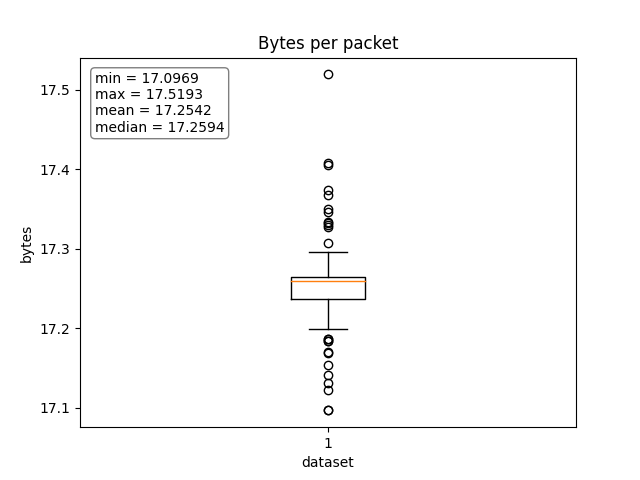 Bytes per packet
min = 17.0969
max = 17.5193
mean = 17.2542
median = 17.2594
17.5
17.4
17.3
17.2
17.1
bytes
1
dataset